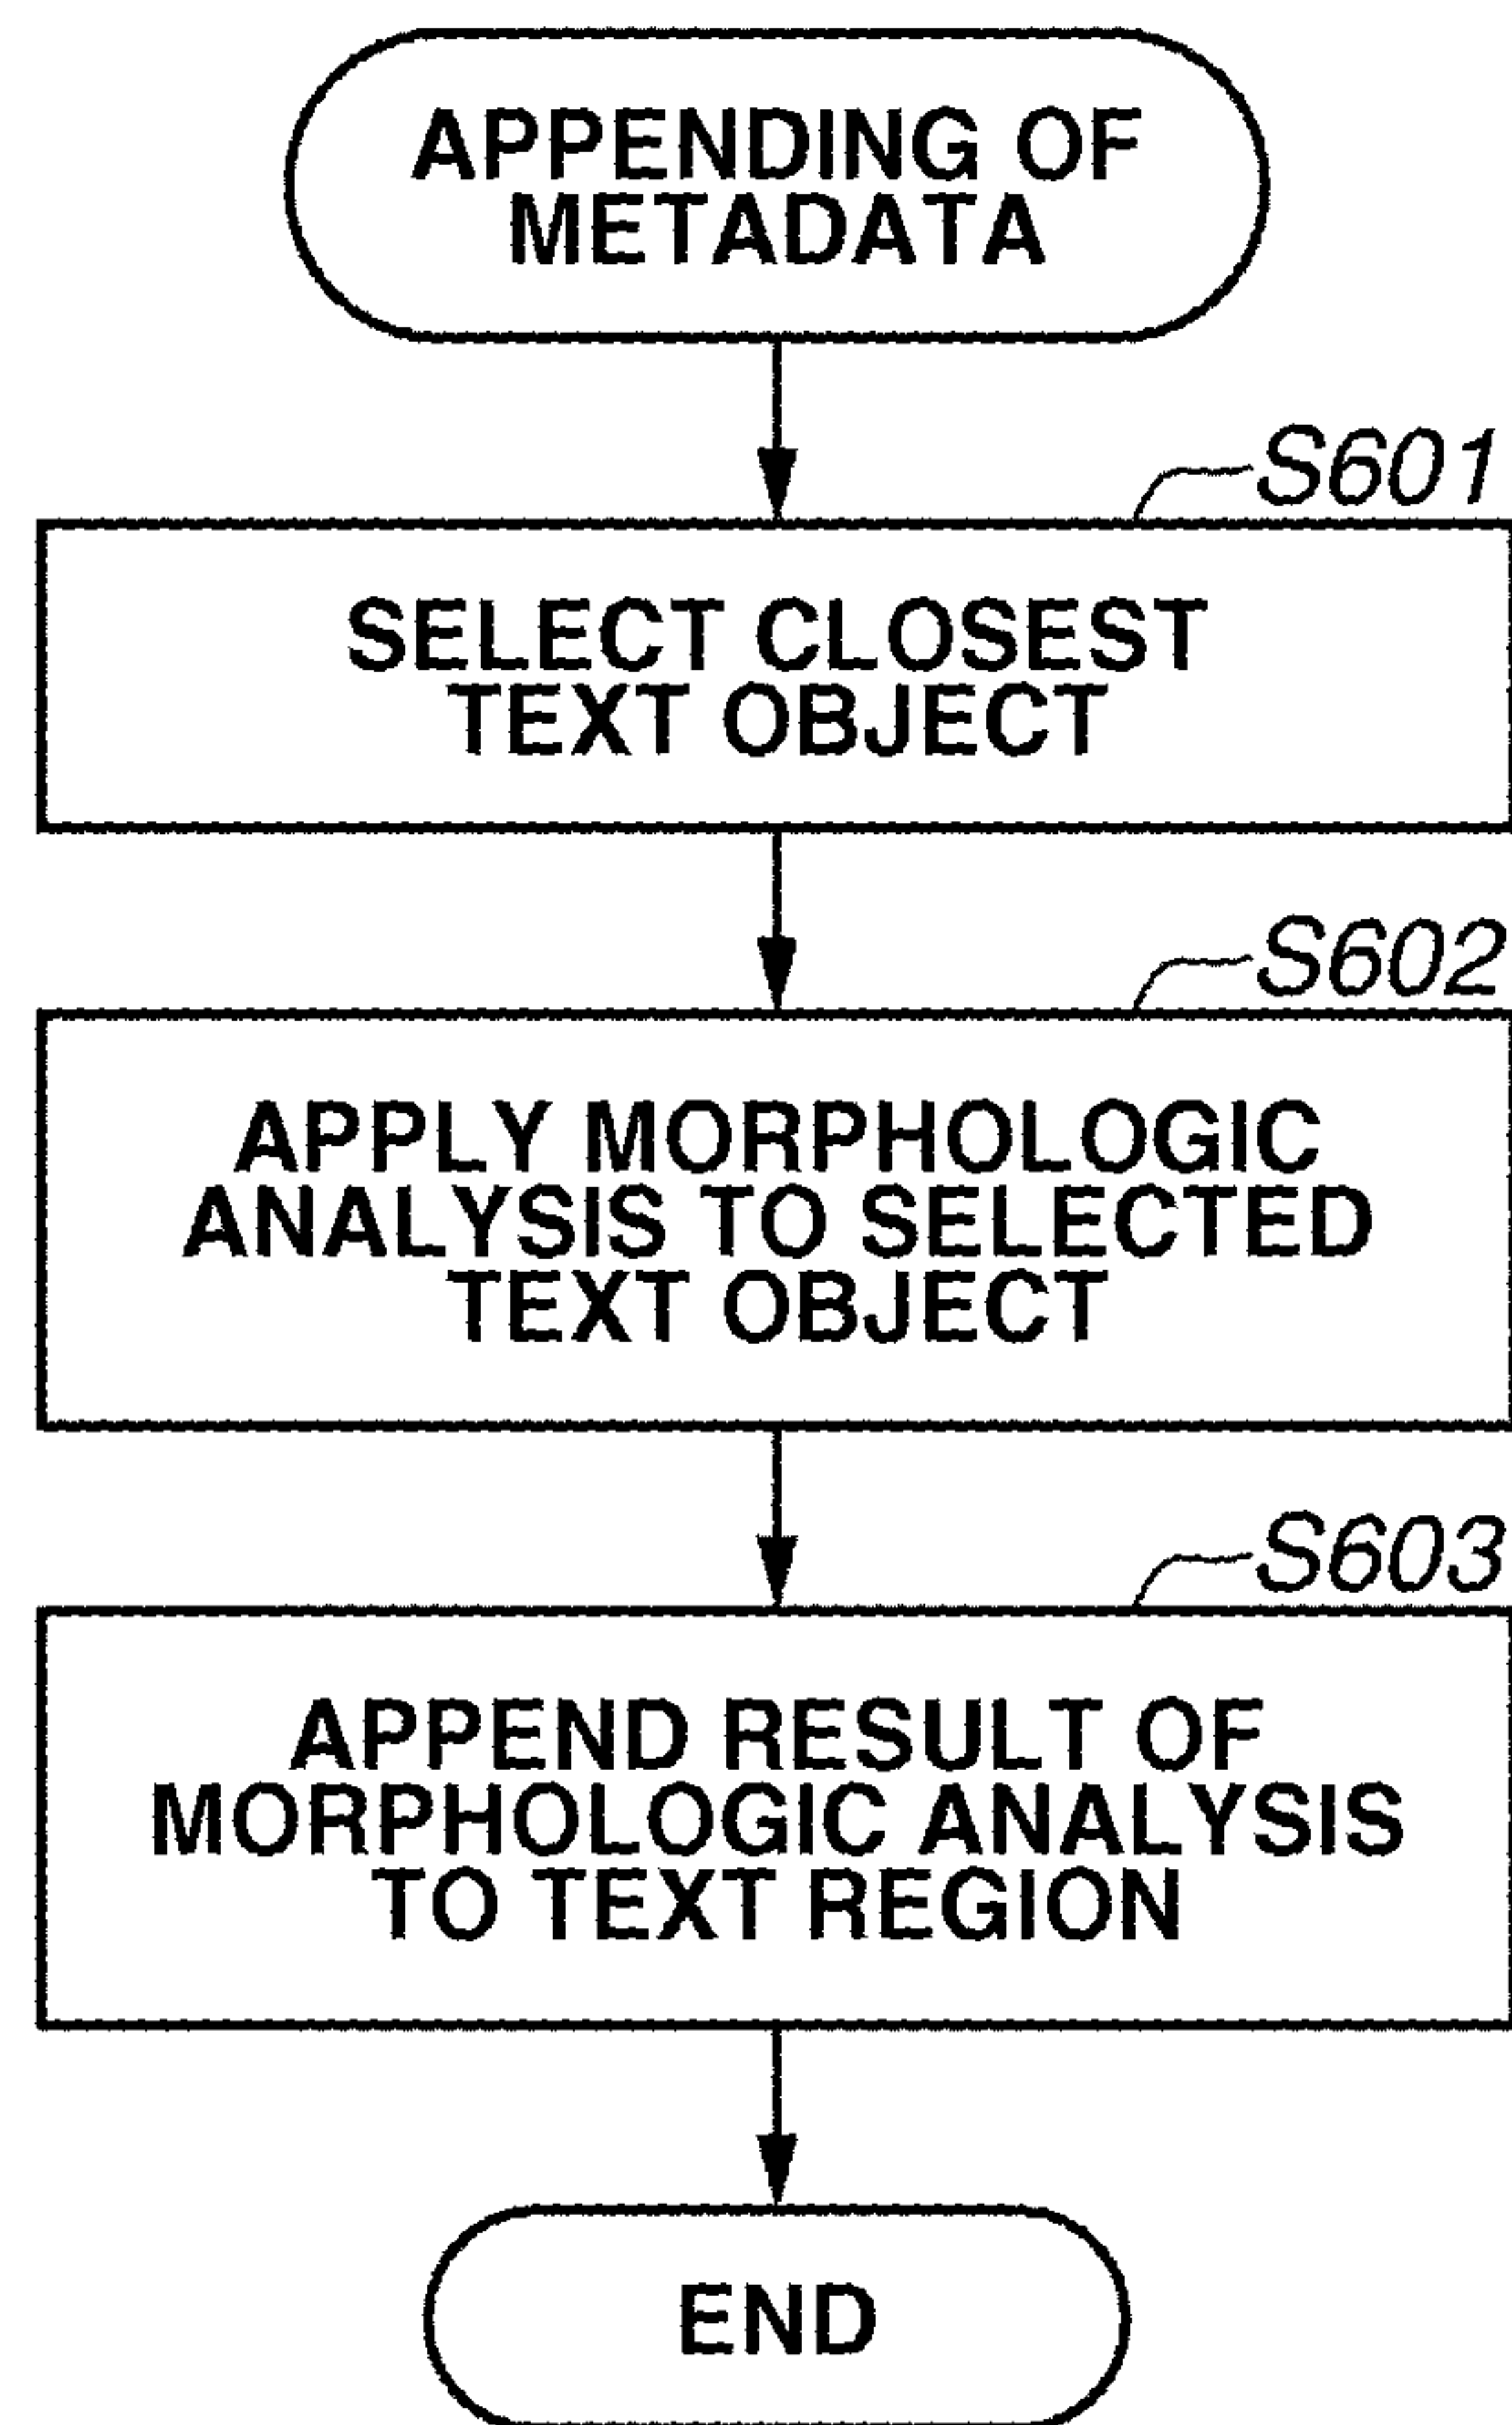 APPENDING OF
METADATA
S601
SELECT CLOSEST
TEXT OBJECT
S602
APPLY MORPHOLOGIC
ANALYSIS TO SELECTED
TEXT OBJECT
S603
APPEND RESULT OF
MORPHOLOGIC ANALYSIS
TO TEXT REGION
END